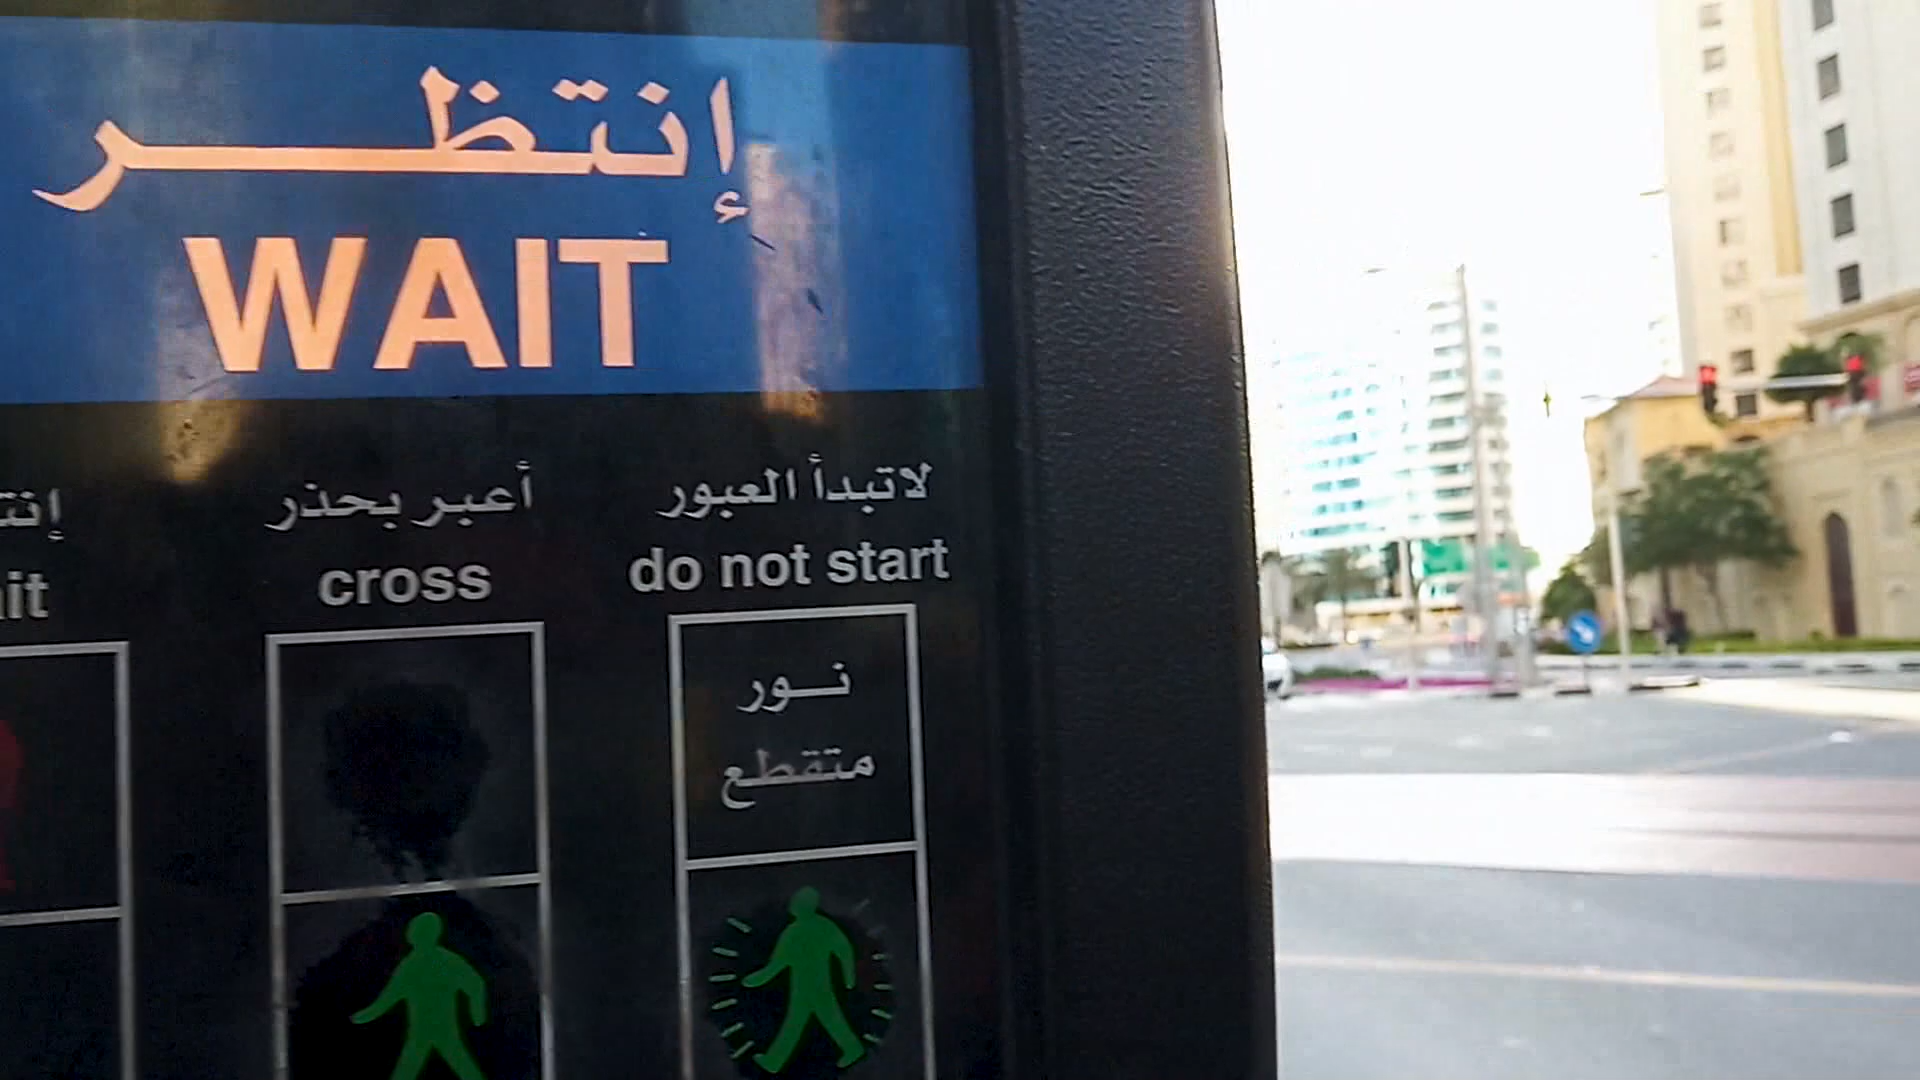 إنتظر
WAIT
أعبر بحذر
cross
لاتبدأ العبور
do not start
نور
متقطع